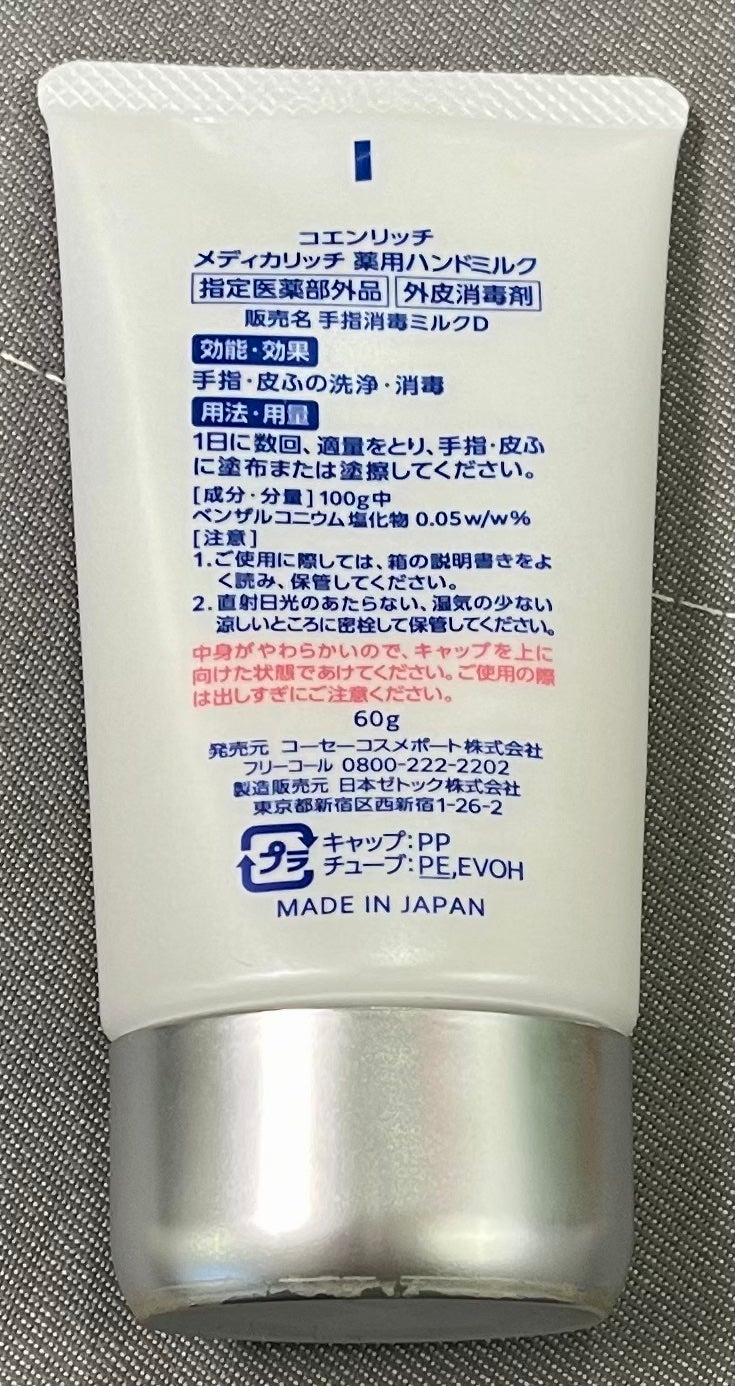 コエンリッチ
メディカリッチ 薬用ハンドミルク
指定医薬部外品 外皮消毒剤
販売名 手指消毒ミルクD
効能・効果
手指・皮ふの洗浄・消毒
用法・用量
1日に数回、適量をとり、手指・皮ふ
に塗布または塗擦してください。
[成分・分量]100g中
ベンザルコニウム塩化物 0.05w/w%
[注意]
1.ご使用に際しては、箱の説明書きをよ
く読み、保管してください。
2.直射日光のあたらない、湿気の少ない
涼しいところに密栓して保管してください。
中身がやわらかいので、キャップを上に
向けた状態であけてください。ご使用の際
は出しすぎにご注意ください。
60g
発売元 コーセーコスメポート株式会社
フリーコール 0800-222-2202
製造販売元 日本ゼトック株式会社
東京都新宿区西新宿1-26-2
プラ キャップ:PP
チューブ:PE,EVOH
MADE IN JAPAN